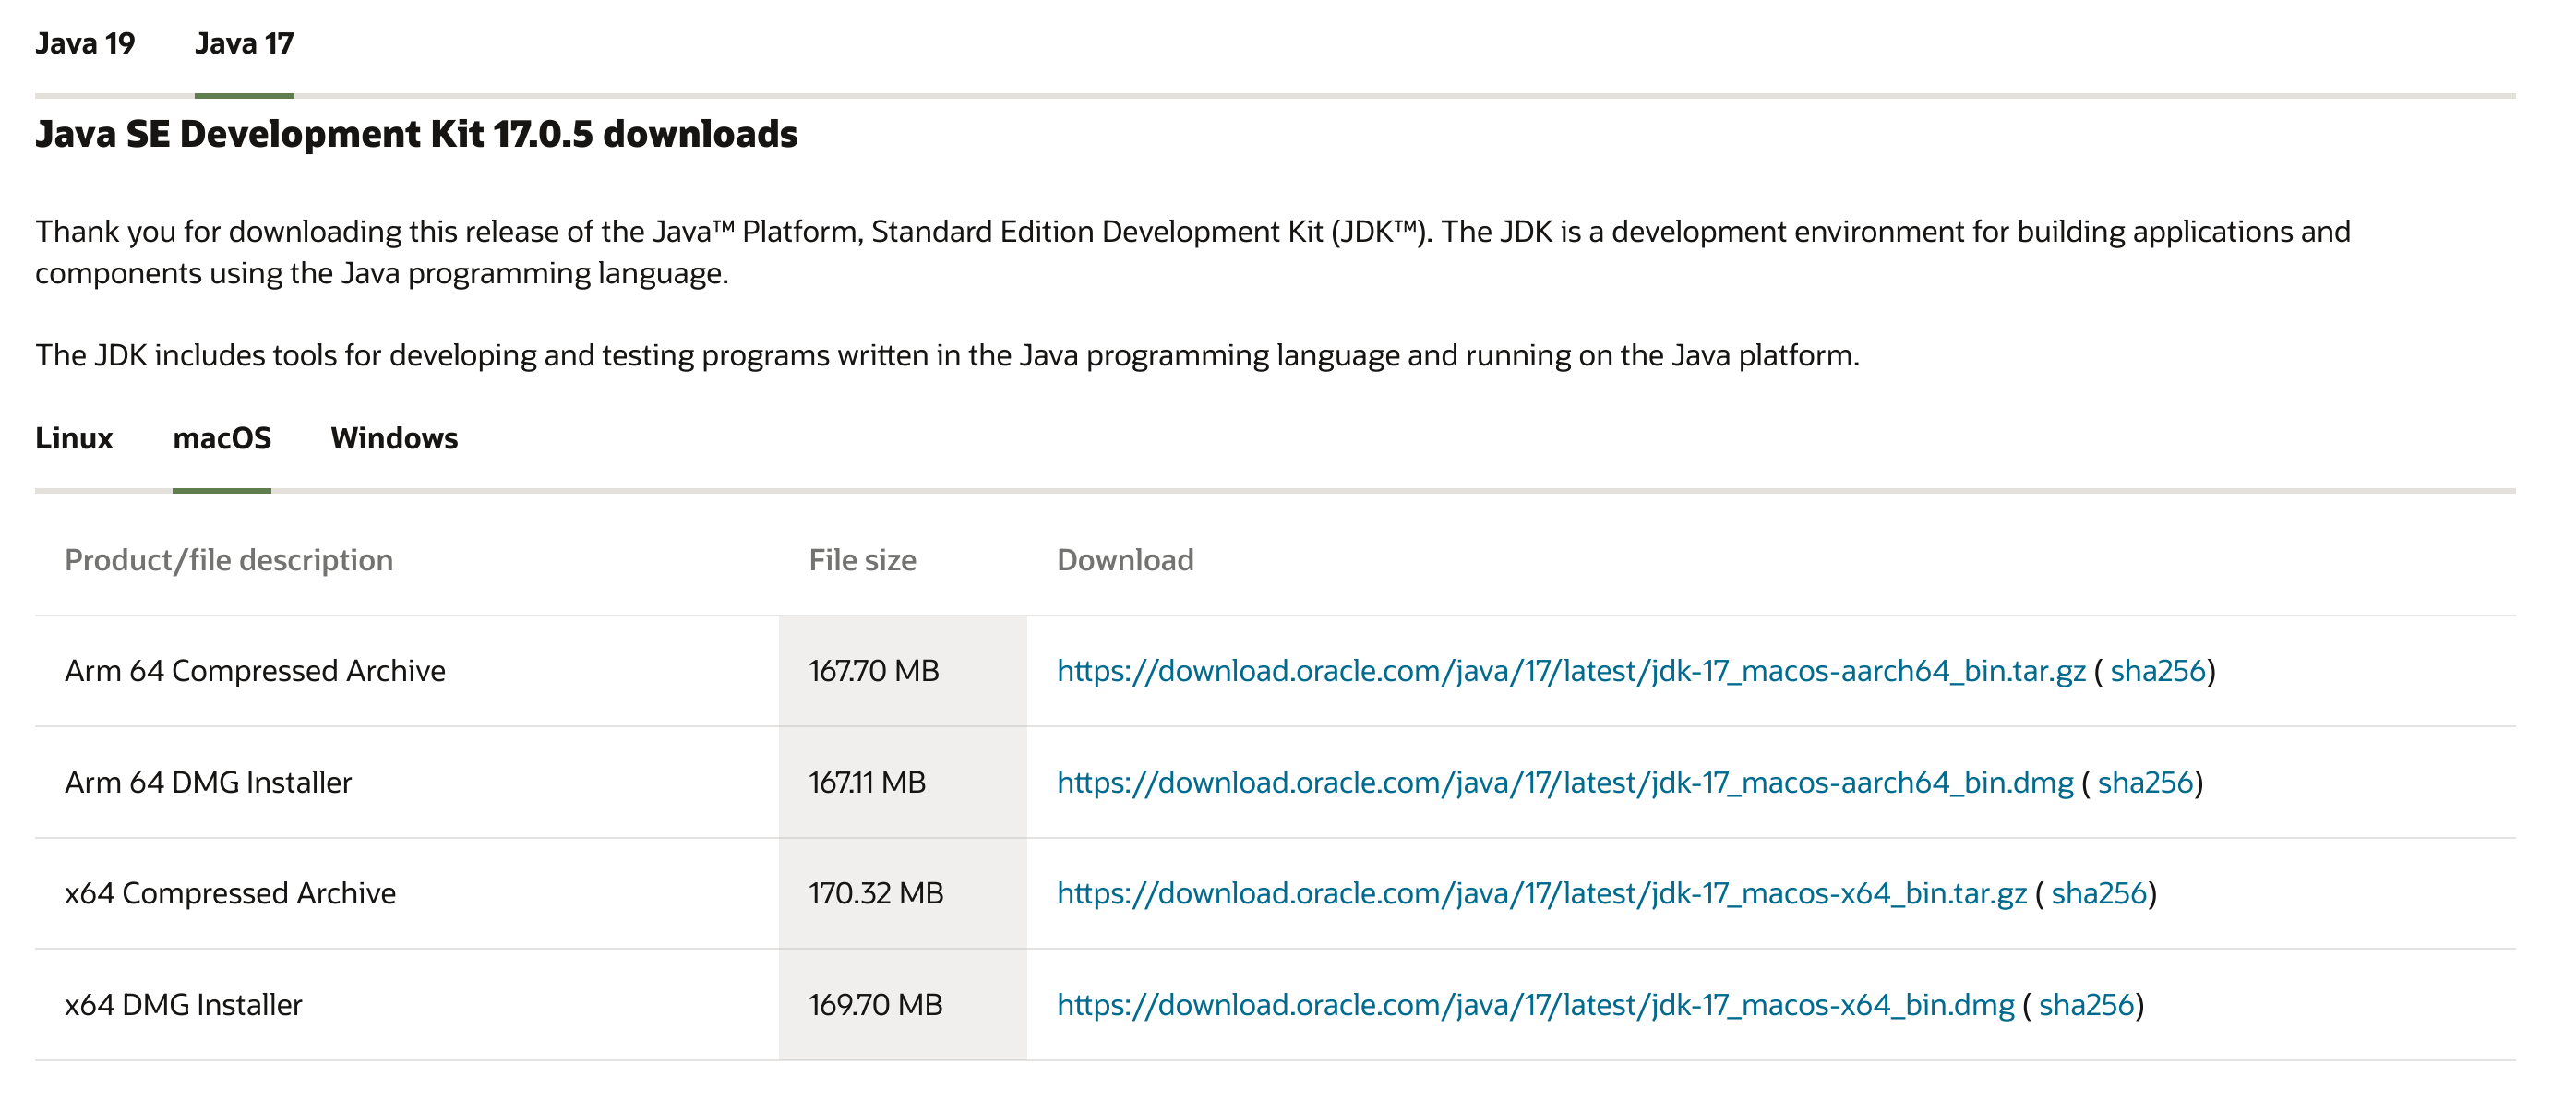 Java 19 Java 17
Java SE Development Kit 17.0.5 downloads
Thank you for downloading this release of the Java™ Platform, Standard Edition Development Kit (JDK™). The JDK is a development environment for building applications and
components using the Java programming language.
The JDK includes tools for developing and testing programs written in the Java programming language and running on the Java platform.
Linux macOS Windows
Product/file description File size Download
Arm 64 Compressed Archive 167.70 MB https://download.oracle.com/java/17/latest/jdk-17_macos-aarch64_bin.tar.gz ( sha256)
Arm 64 DMG Installer 167.11 MB https://download.oracle.com/java/17/latest/jdk-17_macos-aarch64_bin.dmg ( sha256)
x64 Compressed Archive 170.32 MB https://download.oracle.com/java/17/latest/jdk-17_macos-x64_bin.tar.gz ( sha256)
x64 DMG Installer 169.70 MB https://download.oracle.com/java/17/latest/jdk-17_macos-x64_bin.dmg ( sha256)